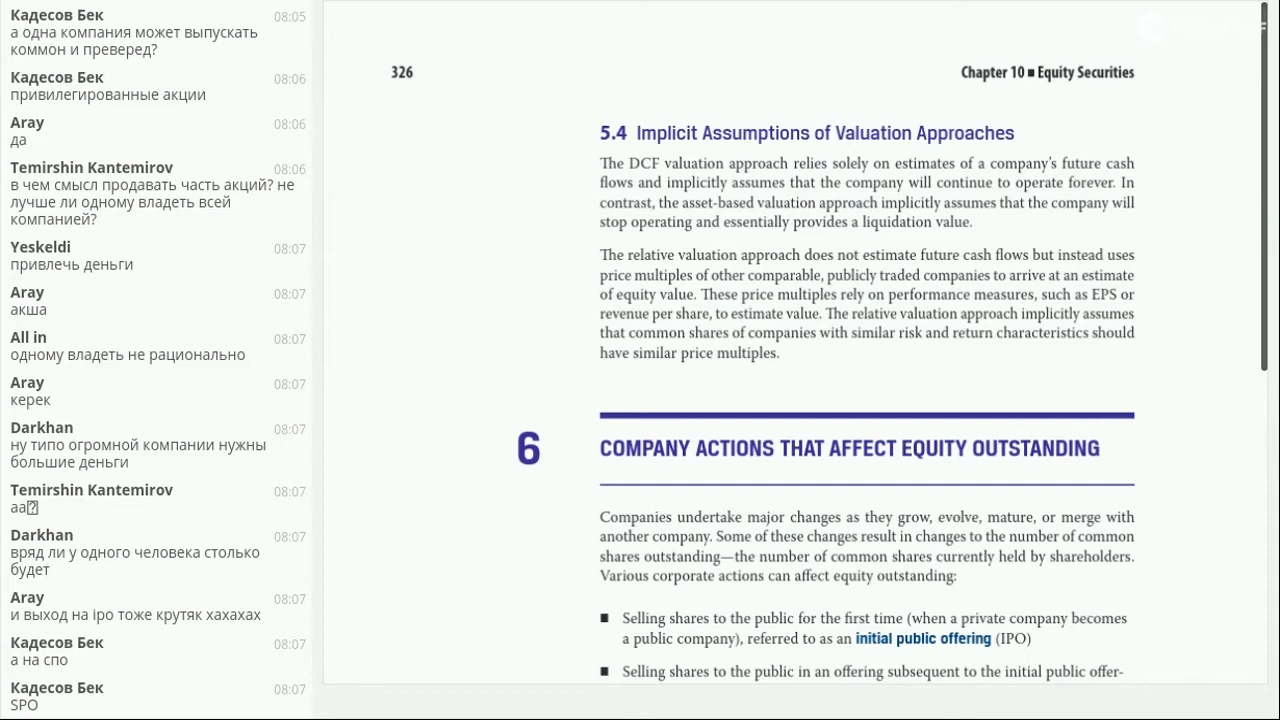 Кадесов Бек 08:05
а одна компания может выпускать
коммон и преверед?
Кадесов Бек 08:06
привилегированные акции
Aray 08:06
да
Temirshin Kantemirov 08:06
в чем смысл продавать часть акций? не
лучше ли одному владеть всей
компанией?
Yeskeldi 08:07
привлечь деньги
Aray 08:07
акша
All in 08:07
одному владеть не рационально
Aray 08:07
керек
Darkhan 08:07
ну типо огромной компании нужны
большие деньги
Temirshin Kantemirov 08:07
аа
Darkhan 08:07
вряд ли у одного человека столько
будет
Aray 08:07
и выход на ipo тоже крутяк хахахах
Кадесов Бек 08:07
а на спо
Кадесов Бек 08:07
SPO
326 Chapter 10 ■ Equity Securities
5.4 Implicit Assumptions of Valuation Approaches
The DCF valuation approach relies solely on estimates of a company's future cash
flows and implicitly assumes that the company will continue to operate forever. In
contrast, the asset-based valuation approach implicitly assumes that the company will
stop operating and essentially provides a liquidation value.
The relative valuation approach does not estimate future cash flows but instead uses
price multiples of other comparable, publicly traded companies to arrive at an estimate
of equity value. These price multiples rely on performance measures, such as EPS or
revenue per share, to estimate value. The relative valuation approach implicitly assumes
that common shares of companies with similar risk and return characteristics should
have similar price multiples.
6 COMPANY ACTIONS THAT AFFECT EQUITY OUTSTANDING
Companies undertake major changes as they grow, evolve, mature, or merge with
another company. Some of these changes result in changes to the number of common
shares outstanding—the number of common shares currently held by shareholders.
Various corporate actions can affect equity outstanding:
■ Selling shares to the public for the first time (when a private company becomes
a public company), referred to as an initial public offering (IPO)
■ Selling shares to the public in an offering subsequent to the initial public offer-